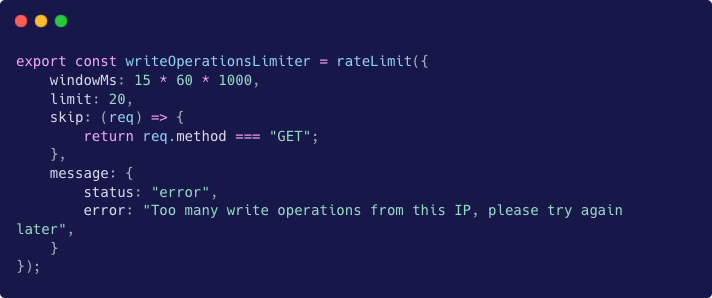 export const writeOperationsLimiter = rateLimit({
    windowMs: 15 * 60 * 1000,
    limit: 20,
    skip: (req) => {
        return req.method === "GET";
    },
    message: {
        status: "error",
        error: "Too many write operations from this IP, please try again
later",
    }
});